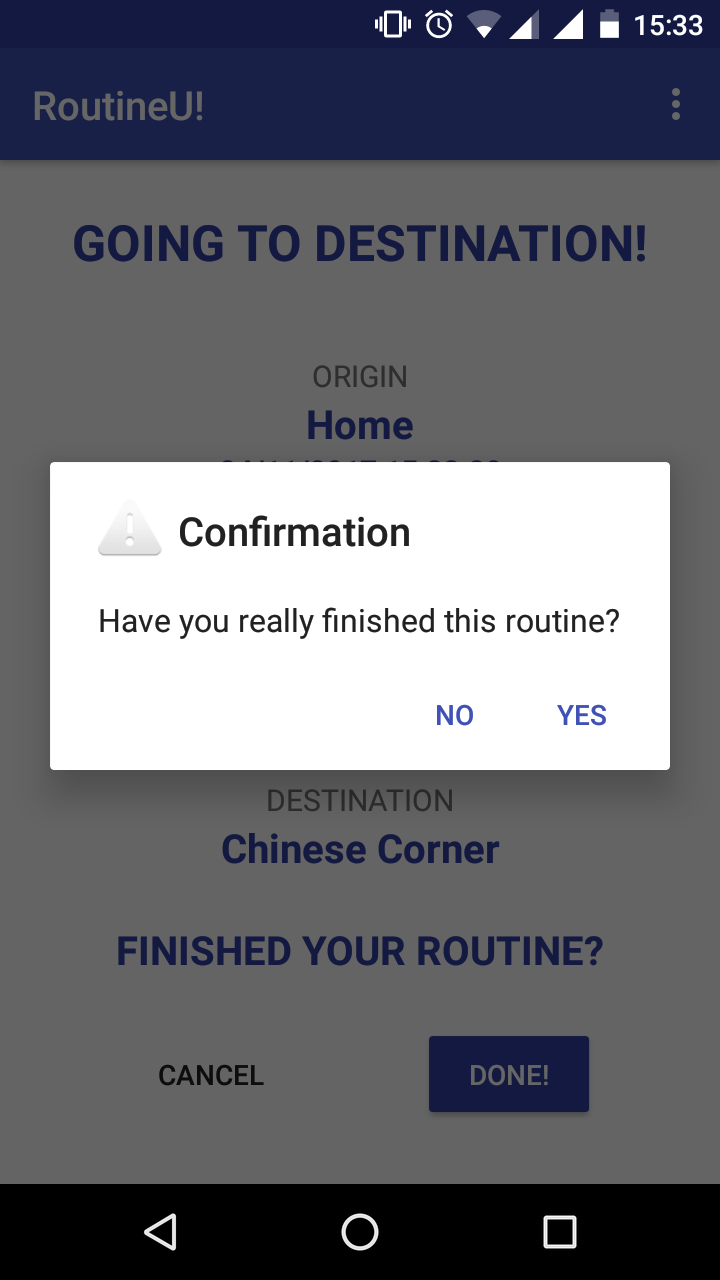 15:33
RoutineU!
GOING TO DESTINATION!
ORIGIN
Home
Confirmation
Have you really finished this routine?
NO YES
DESTINATION
Chinese Corner
FINISHED YOUR ROUTINE?
CANCEL DONE!